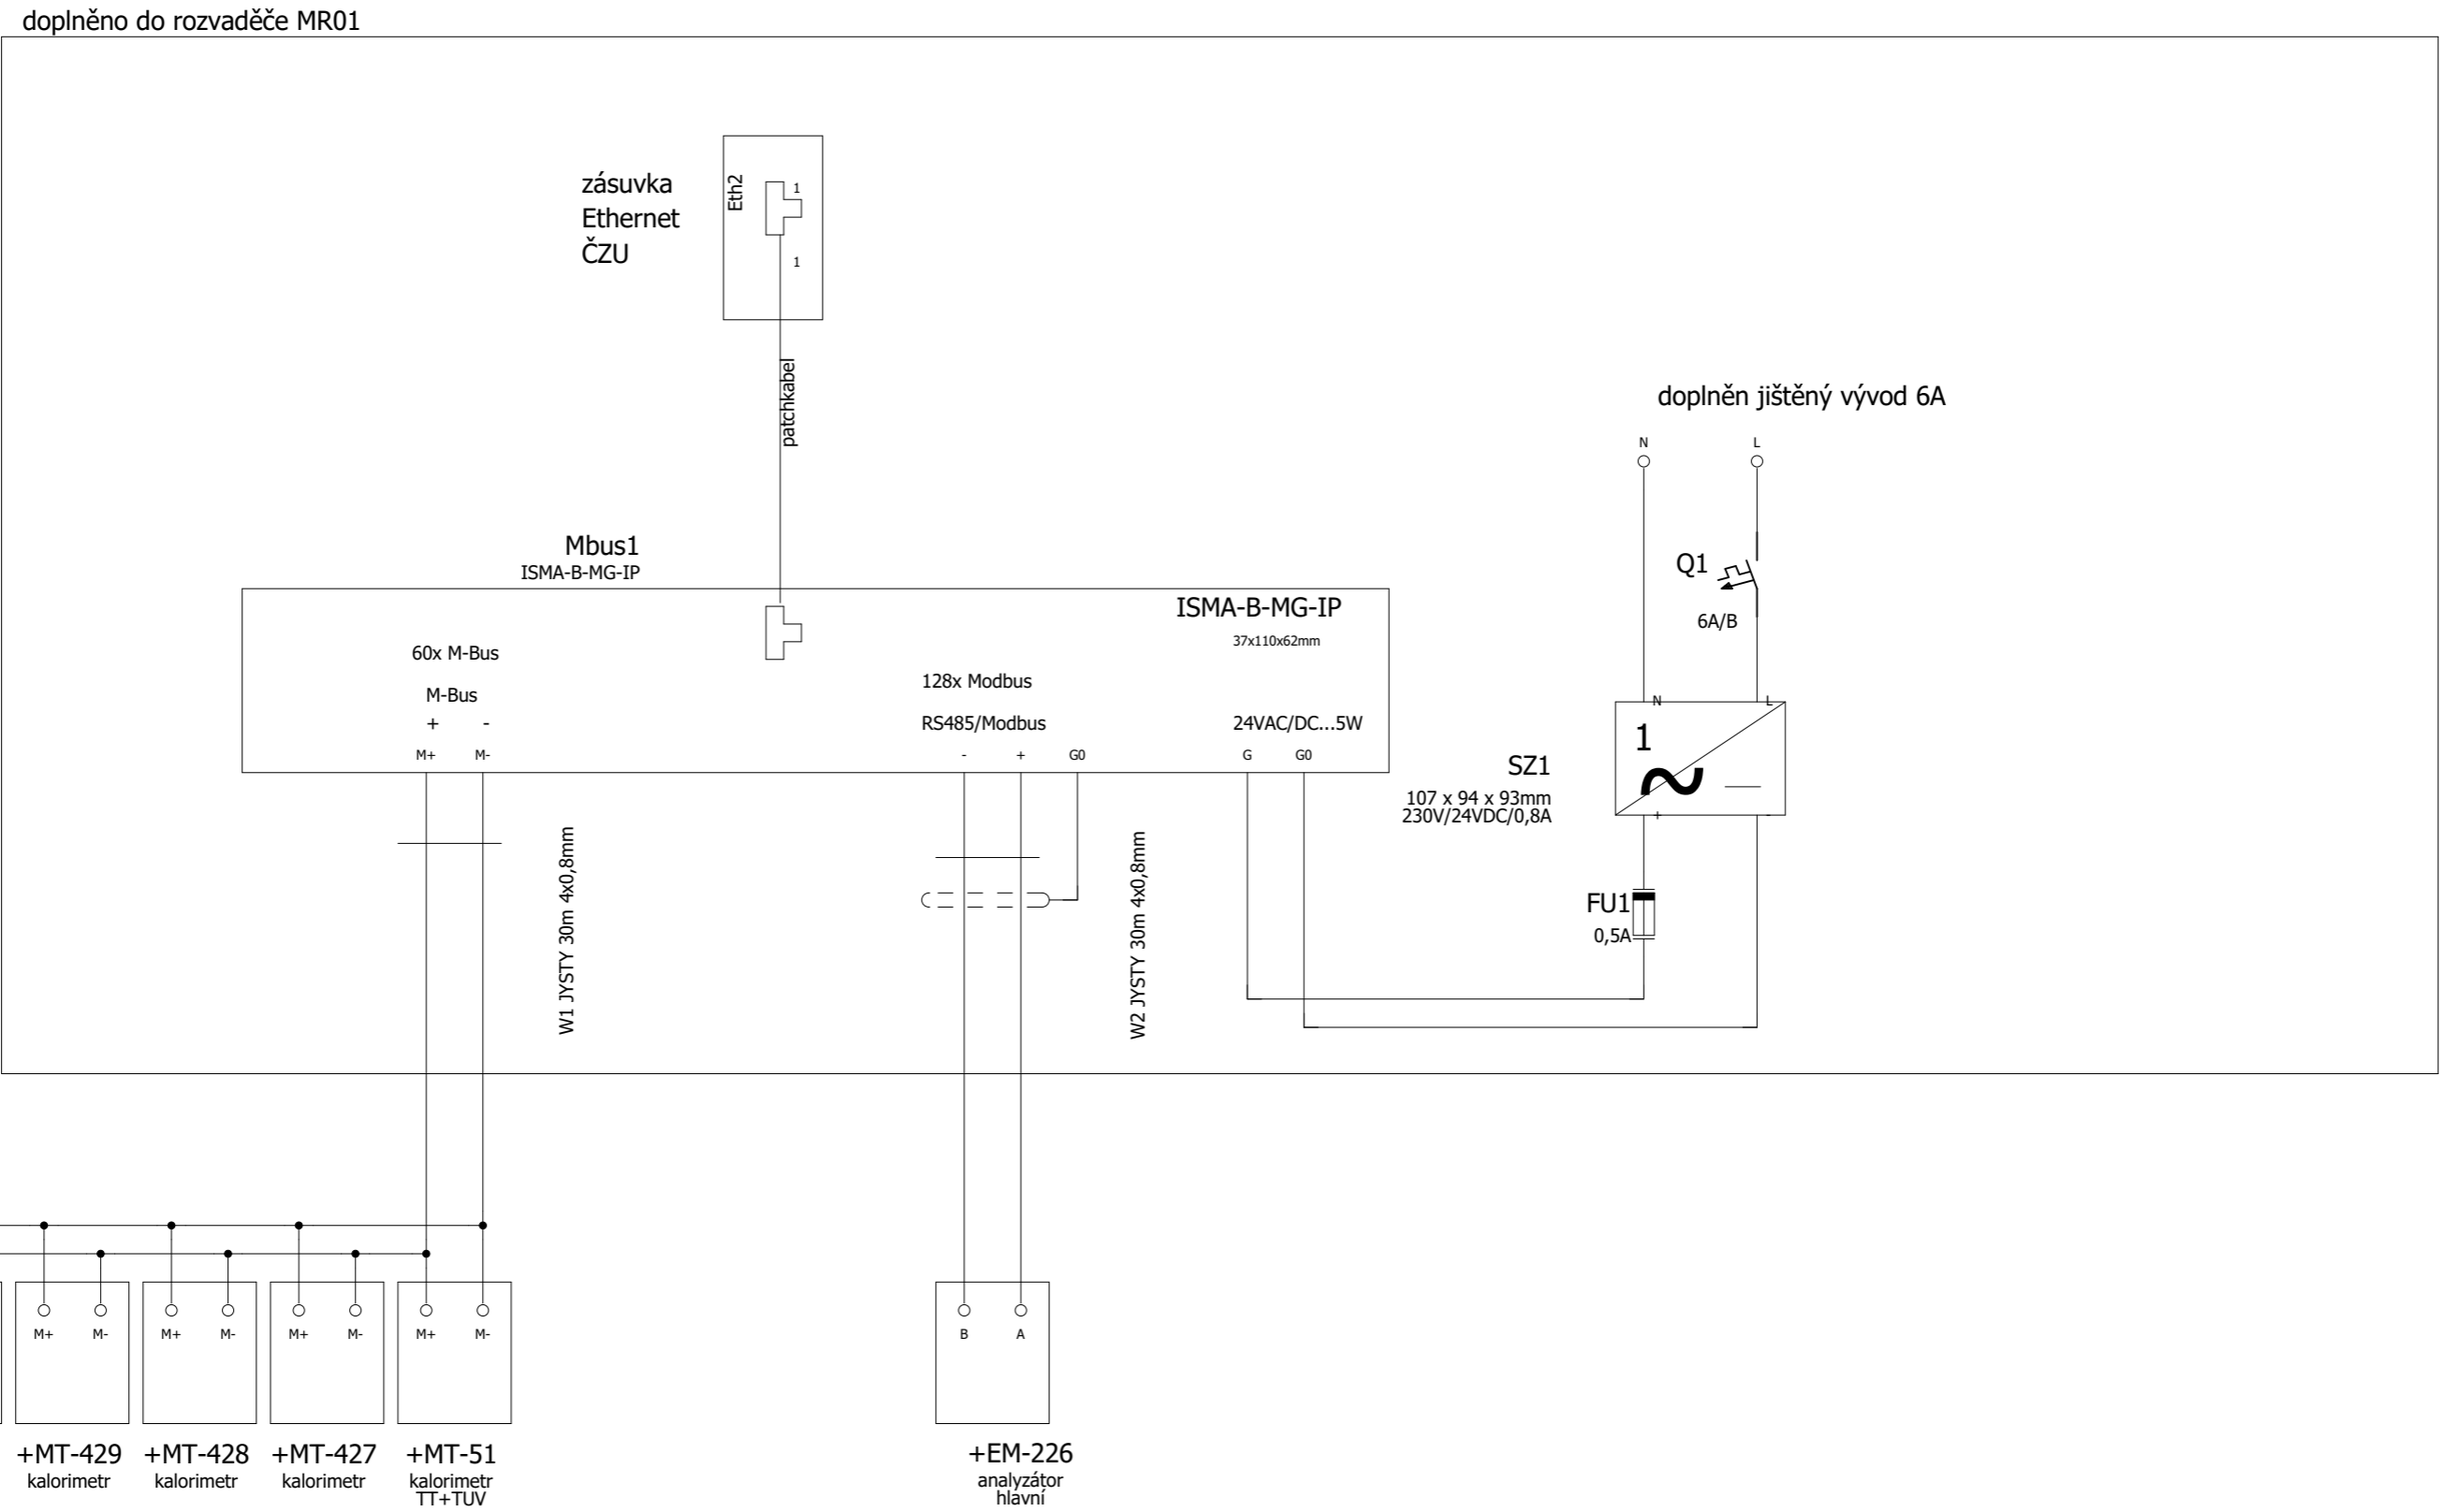 doplněno do rozvaděče MR01
zásuvka
Ethernet
ČZU
Eth2
1
1
patchkabel
doplněn jištěný vývod 6A
N
L
Q1
6A/B
Mbus1
ISMA-B-MG-IP
ISMA-B-MG-IP
37x110x62mm
60x M-Bus
M-Bus
+ -
M+ M-
128x Modbus
RS485/Modbus
- + G0
24VAC/DC...5W
G G0
N L
1
+ -
SZ1
107 x 94 x 93mm
230V/24VDC/0,8A
FU1
0,5A
W1 JYSTY 30m 4x0,8mm
W2 JYSTY 30m 4x0,8mm
M+ M- M+ M- M+ M- M+ M-
B A
+MT-429
kalorimetr
+MT-428
kalorimetr
+MT-427
kalorimetr
+MT-51
kalorimetr
TT+TUV
+EM-226
analyzátor
hlavní